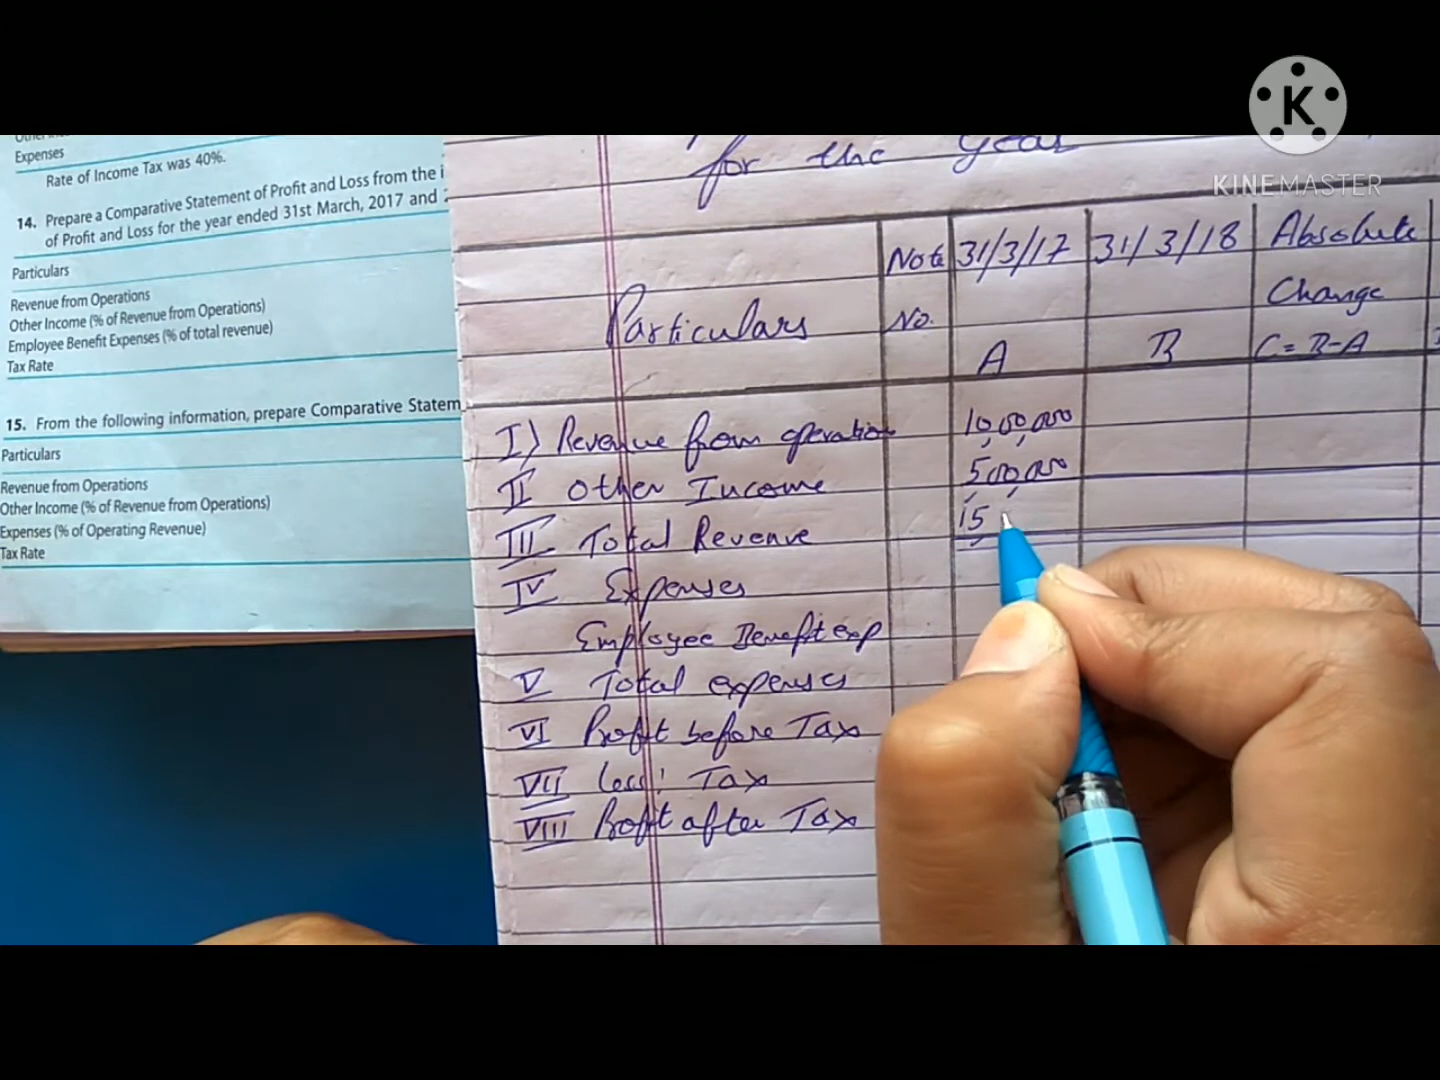 K
KINEMASTER
Expenses
Rate of Income Tax was 40%.
14. Prepare a Comparative Statement of Profit and Loss from the
of Profit and Loss for the year ended 31st March, 2017 and
Particulars
Revenue from Operations
Other Income (% of Revenue from Operations)
Employee Benefit Expenses (% of total revenue)
Tax Rate
15. From the following information, prepare Comparative Statem
Particulars
Revenue from Operations
Other Income (% of Revenue from Operations)
Expenses (% of Operating Revenue)
Tax Rate
for the year
Particulars Note No. 31/3/17 31/3/18 Absolute Change
A B C = B-A
I) Revenue from operation 10,00,000
II Other Income 5,00,000
III Total Revenue 15
IV Expenses
Employee Benefit exp
V Total expenses
VI Profit before Tax
VII Less: Tax
VIII Profit after Tax